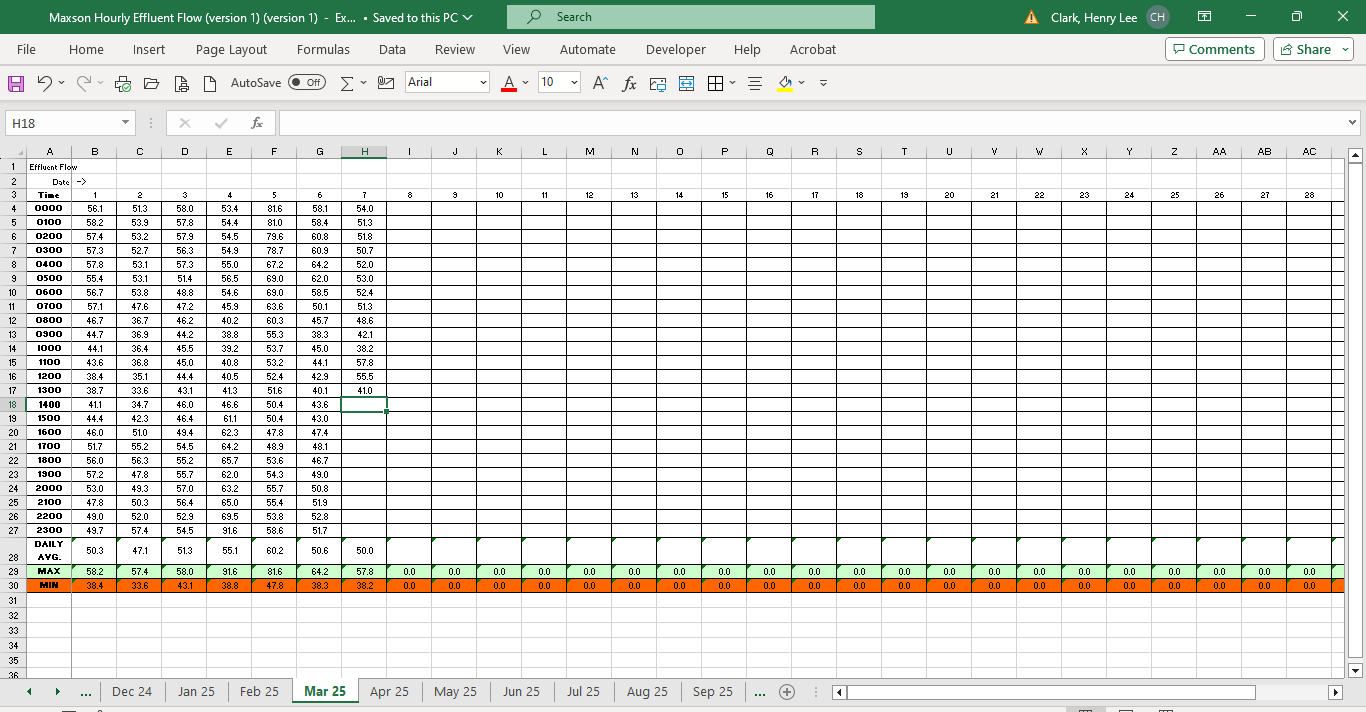 Maxson Hourly Effluent Flow (version 1) (version 1) - Ex... • Saved to this PC Search Clark, Henry Lee CH
File Home Insert Page Layout Formulas Data Review View Automate Developer Help Acrobat Comments Share
AutoSave Off Arial A 10 A fx
H18 fx
A B C D E F G H I J K L M N O P Q R S T U V W X Y Z AA AB AC
1 Effluent Flow
2 Date ->
3 Time 1 2 3 4 5 6 7 8 9 10 11 12 13 14 15 16 17 18 19 20 21 22 23 24 25 26 27 28
4 0000 56.1 51.3 58.0 53.4 81.6 58.1 54.0
5 0100 58.2 53.9 57.8 54.4 81.0 58.4 51.3
6 0200 57.4 53.2 57.9 54.5 79.6 60.8 51.8
7 0300 57.3 52.7 56.3 54.9 78.7 60.9 50.7
8 0400 57.8 53.1 57.3 55.0 67.2 64.2 52.0
9 0500 55.4 53.1 51.4 56.5 69.0 62.0 53.0
10 0600 56.7 53.8 48.8 54.6 69.0 58.5 52.4
11 0700 57.1 47.6 47.2 45.9 63.6 50.1 51.3
12 0800 46.7 36.7 46.2 40.2 60.3 45.7 48.6
13 0900 44.7 36.9 44.2 38.8 55.3 38.3 42.1
14 1000 44.1 36.4 45.5 39.2 53.7 45.0 38.2
15 1100 43.6 36.8 45.0 40.8 53.2 44.1 57.8
16 1200 38.4 35.1 44.4 40.5 52.4 42.9 55.5
17 1300 38.7 33.6 43.1 41.3 51.6 40.1 41.0
18 1400 41.1 34.7 46.0 46.6 50.4 43.6
19 1500 44.4 42.3 46.4 61.1 50.4 43.0
20 1600 46.0 51.0 49.4 62.3 47.8 47.4
21 1700 51.7 55.2 54.5 64.2 48.9 48.1
22 1800 56.0 56.3 55.2 65.7 53.6 46.7
23 1900 57.2 47.8 55.7 62.0 54.3 49.0
24 2000 53.0 49.3 57.0 63.2 55.7 50.8
25 2100 47.8 50.3 56.4 65.0 55.4 51.9
26 2200 49.0 52.0 52.9 69.5 53.8 52.8
27 2300 49.7 57.4 54.5 91.6 58.6 51.7
28 DAILY AVG. 50.3 47.1 51.3 55.1 60.2 50.6 50.0
29 MAX 58.2 57.4 58.0 91.6 81.6 64.2 57.8 0.0 0.0 0.0 0.0 0.0 0.0 0.0 0.0 0.0 0.0 0.0 0.0 0.0 0.0 0.0 0.0 0.0 0.0 0.0 0.0 0.0
30 MIN 38.4 33.6 43.1 38.8 47.8 38.3 38.2 0.0 0.0 0.0 0.0 0.0 0.0 0.0 0.0 0.0 0.0 0.0 0.0 0.0 0.0 0.0 0.0 0.0 0.0 0.0 0.0 0.0
31
32
33
34
35
36
... Dec 24 Jan 25 Feb 25 Mar 25 Apr 25 May 25 Jun 25 Jul 25 Aug 25 Sep 25 ...